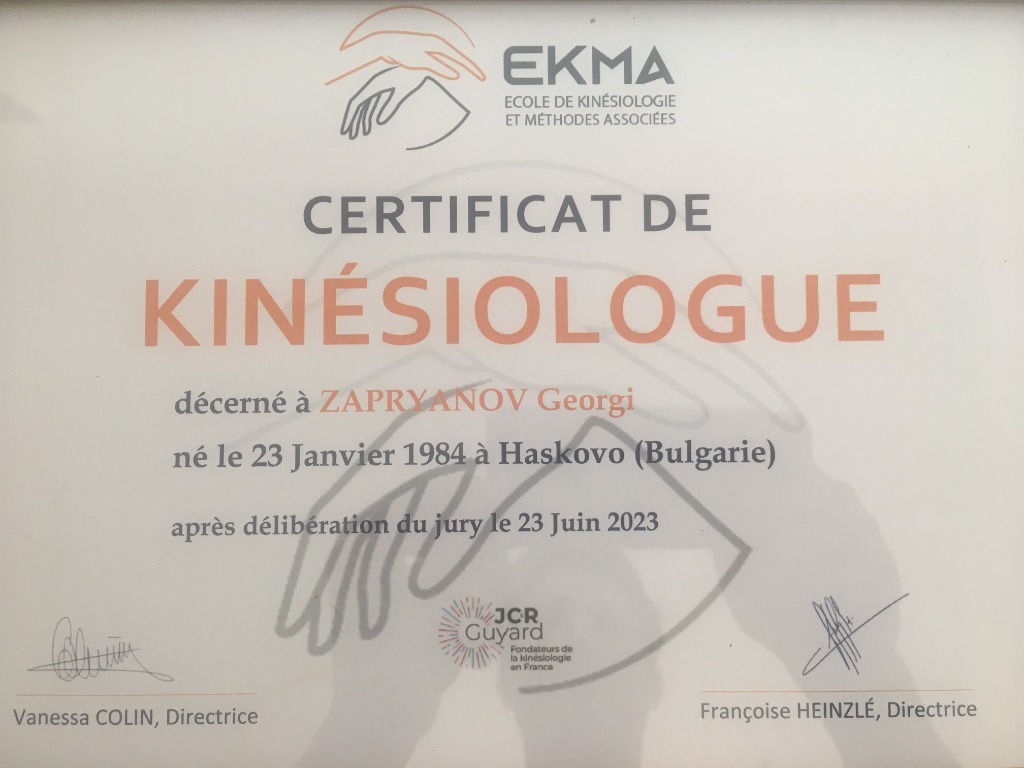 EKMA
ECOLE DE KINÉSIOLOGIE
ET MÉTHODES ASSOCIÉES
CERTIFICAT DE
KINÉSIOLOGUE
décerné à ZAPRYANOV Georgi
né le 23 Janvier 1984 à Haskovo (Bulgarie)
après délibération du jury le 23 Juin 2023
JCR
Guyard
Fondateurs de
la kinésiologie
en France
Vanessa COLIN, Directrice
Françoise HEINZLÉ, Directrice